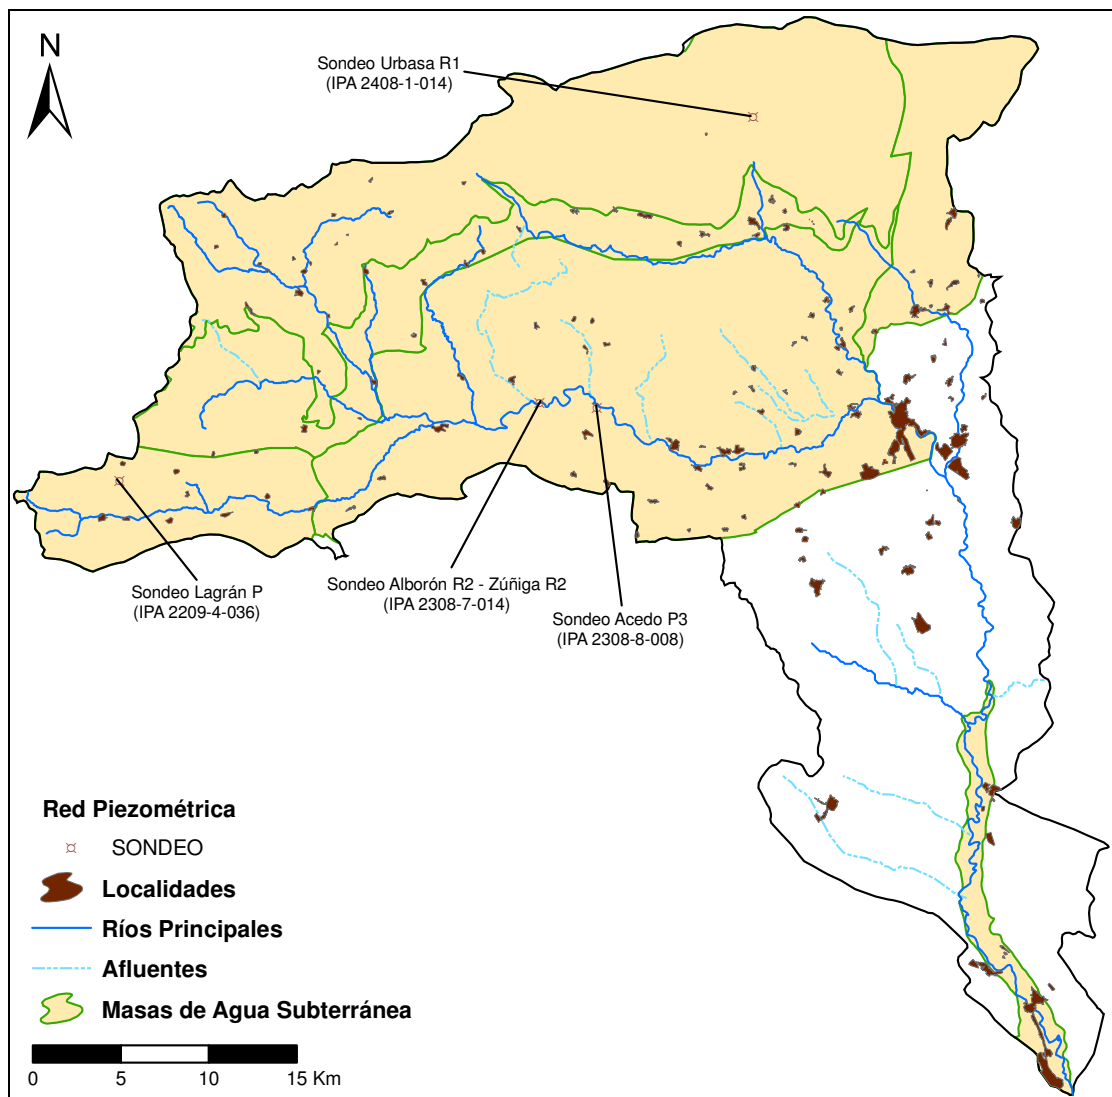 N
Sondeo Urbasa R1
(IPA 2408-1-014)
Sondeo Lagrán P
(IPA 2209-4-036)
Sondeo Alborón R2 - Zúñiga R2
(IPA 2308-7-014)
Sondeo Acedo P3
(IPA 2308-8-008)
Red Piezométrica
SONDEO
Localidades
Ríos Principales
Afluentes
Masas de Agua Subterránea
0 5 10 15 Km